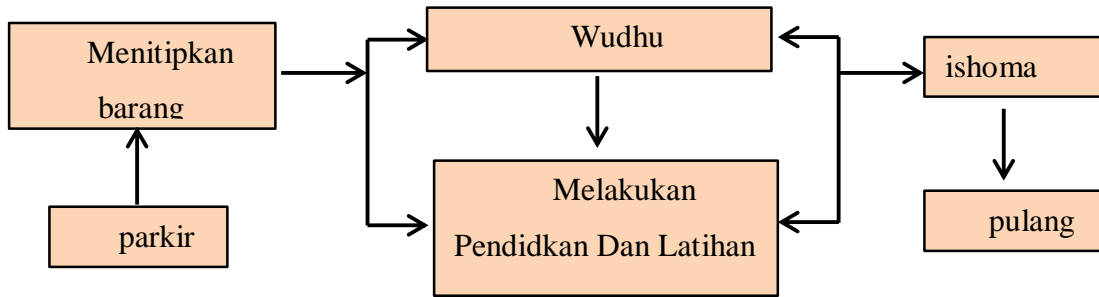 Menitipkan
barang
parkir
Wudhu
Melakukan
Pendidkan Dan Latihan
ishoma
pulang